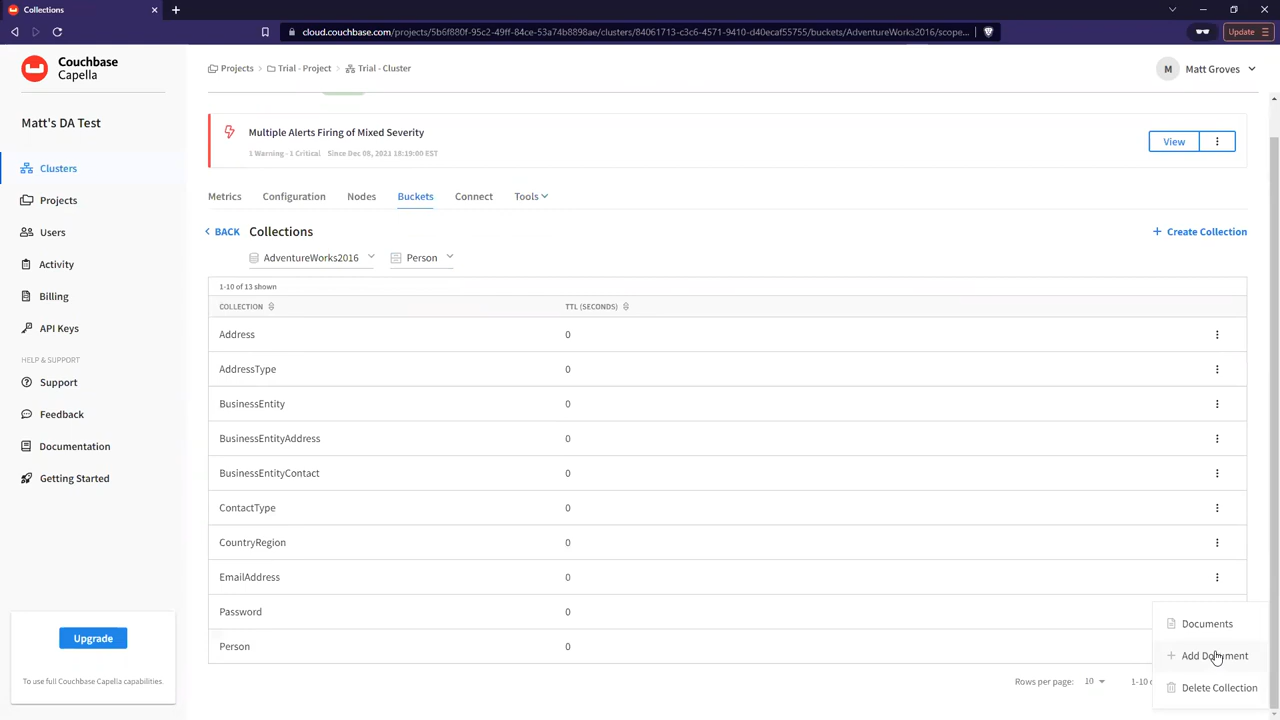 Collections
cloud.couchbase.com/projects/5b6f880f-95c2-49ff-84ce-53a74b8898ae/clusters/84061713-c3c6-4571-9410-d40ecaf55755/buckets/AdventureWorks2016/scope...
Update
Couchbase
Capella
Projects > Trial - Project > Trial - Cluster
M Matt Groves
Matt's DA Test
Multiple Alerts Firing of Mixed Severity
1 Warning - 1 Critical Since Dec 08, 2021 18:19:00 EST
View
Clusters
Projects
Users
Activity
Billing
API Keys
HELP & SUPPORT
Support
Feedback
Documentation
Getting Started
Upgrade
To use full Couchbase Capella capabilities.
Metrics Configuration Nodes Buckets Connect Tools
BACK Collections
+ Create Collection
AdventureWorks2016 Person
1-10 of 13 shown
COLLECTION TTL (SECONDS)
Address 0
AddressType 0
BusinessEntity 0
BusinessEntityAddress 0
BusinessEntityContact 0
ContactType 0
CountryRegion 0
EmailAddress 0
Password 0
Person 0
Documents
+ Add Document
Delete Collection
Rows per page: 10 1-10